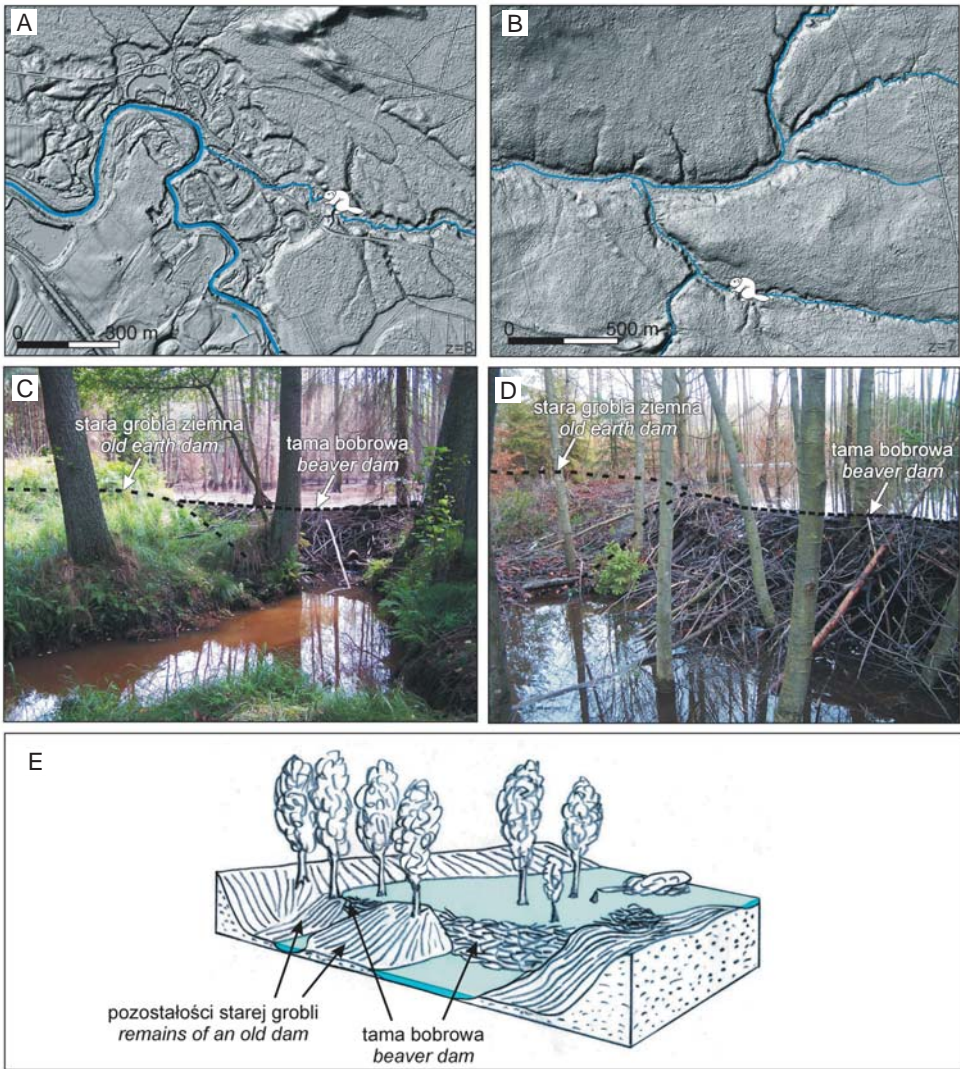 A
0
300 m
z=8
B
0
500 m
z=7
C
stara grobla ziemna
old earth dam
tama bobrowa
beaver dam
D
stara grobla ziemna
old earth dam
tama bobrowa
beaver dam
E
pozostałości starej grobli
remains of an old dam
tama bobrowa
beaver dam